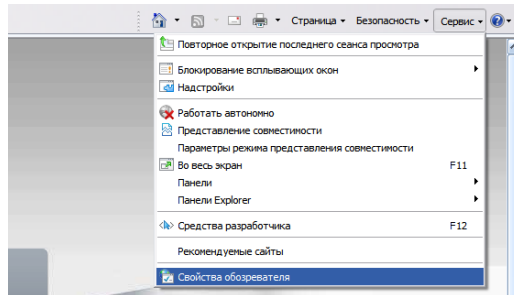 Страница Безопасность Сервис
Повторное открытие последнего сеанса просмотра
Блокирование всплывающих окон
Надстройки
Работать автономно
Представление совместимости
Параметры режима представления совместимости
Во весь экран F11
Панели
Панели Explorer
Средства разработчика F12
Рекомендуемые сайты
Свойства обозревателя